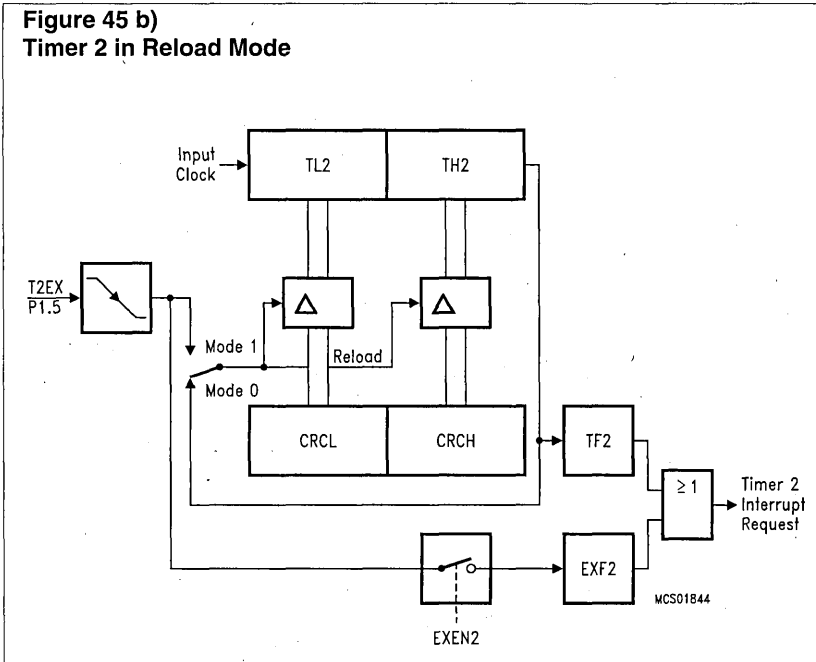 Figure 45 b)
Timer 2 in Reload Mode
Input
Clock
TL2
TH2
T2EX
P1.5
Mode 1
Reload
Mode 0
CRCL
CRCH
TF2
≥ 1
Timer 2
Interrupt
Request
EXF2
MCS01844
EXEN2